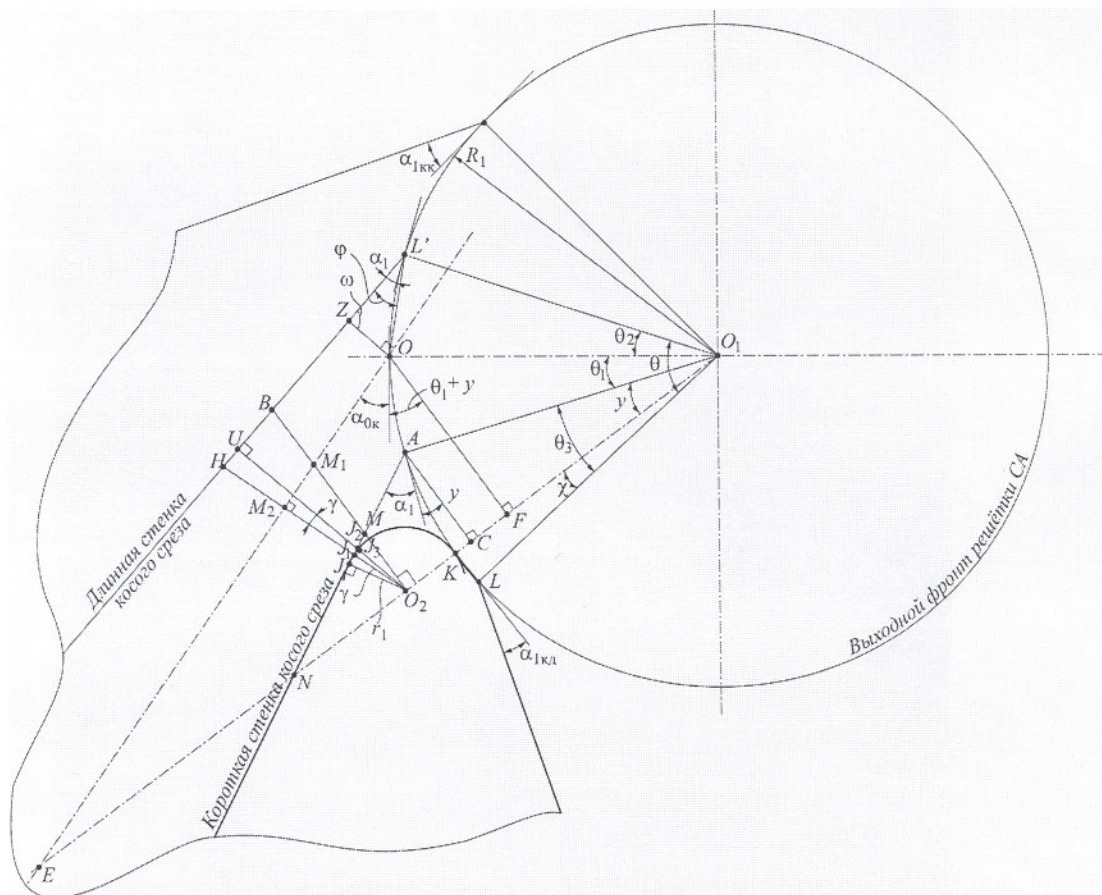 α₁кк
R₁
L'
φ
α₁
ω
Z
O
O₁
θ₂
θ
θ₁
θ₁ + y
y
B
α₀к
A
θ₃
U
H
M₁
M₂
γ
α₁
y
χ
F
M
J₂
J₁
J₃
J
C
K
L
γ
O₂
r₁
α₁кл
N
E
Длинная стенка
косого среза
Короткая стенка косого среза
Выходной фронт решётки СА